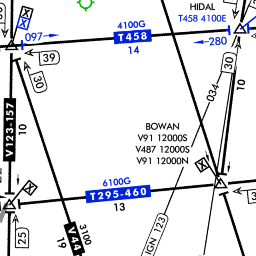 HIDAL
T458 4100E
4100G
T458
14
097
280
39
30
30
034
10
10
V123-157
BOWAN
V91 12000S
V487 12000S
V91 12000N
6100G
T295-460
13
V44
3100
19
25
IGN 123